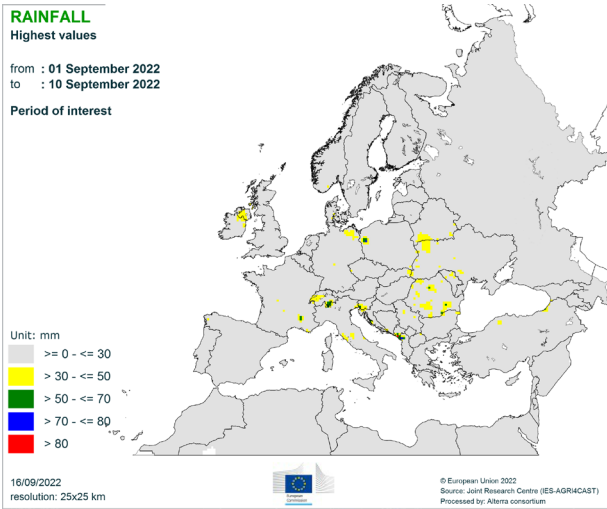 RAINFALL
Highest values
from : 01 September 2022
to : 10 September 2022
Period of interest
Unit: mm
>= 0 - <= 30
> 30 - <= 50
> 50 - <= 70
> 70 - <= 80
> 80
16/09/2022
resolution: 25x25 km
European
Commission
© European Union 2022
Source: Joint Research Centre (IES-AGRI4CAST)
Processed by: Alterra consortium